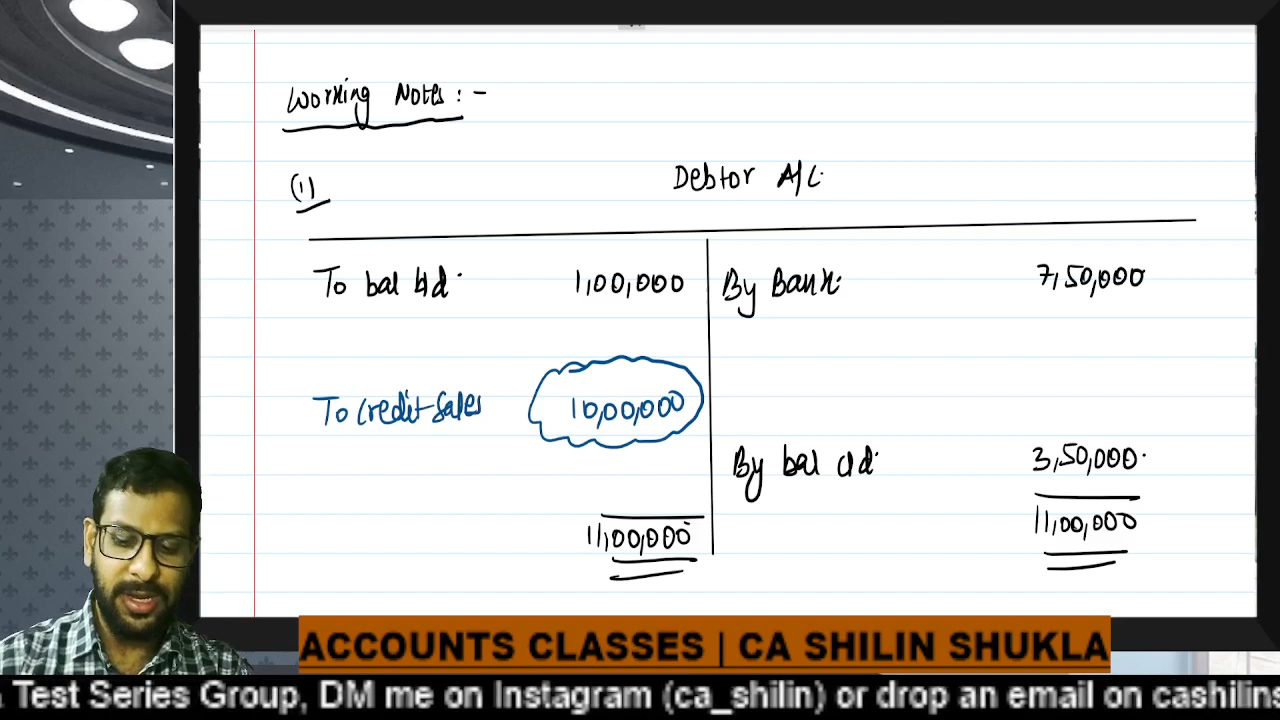 Working Notes : -
(1)
Debtor A/c
To bal b/d. 1,00,000 By Bank. 7,50,000
To credit sales 10,00,000
By bal c/d. 3,50,000.
11,00,000 11,00,000
ACCOUNTS CLASSES | CA SHILIN SHUKLA
Test Series Group, DM me on Instagram (ca_shilin) or drop an email on cashilins